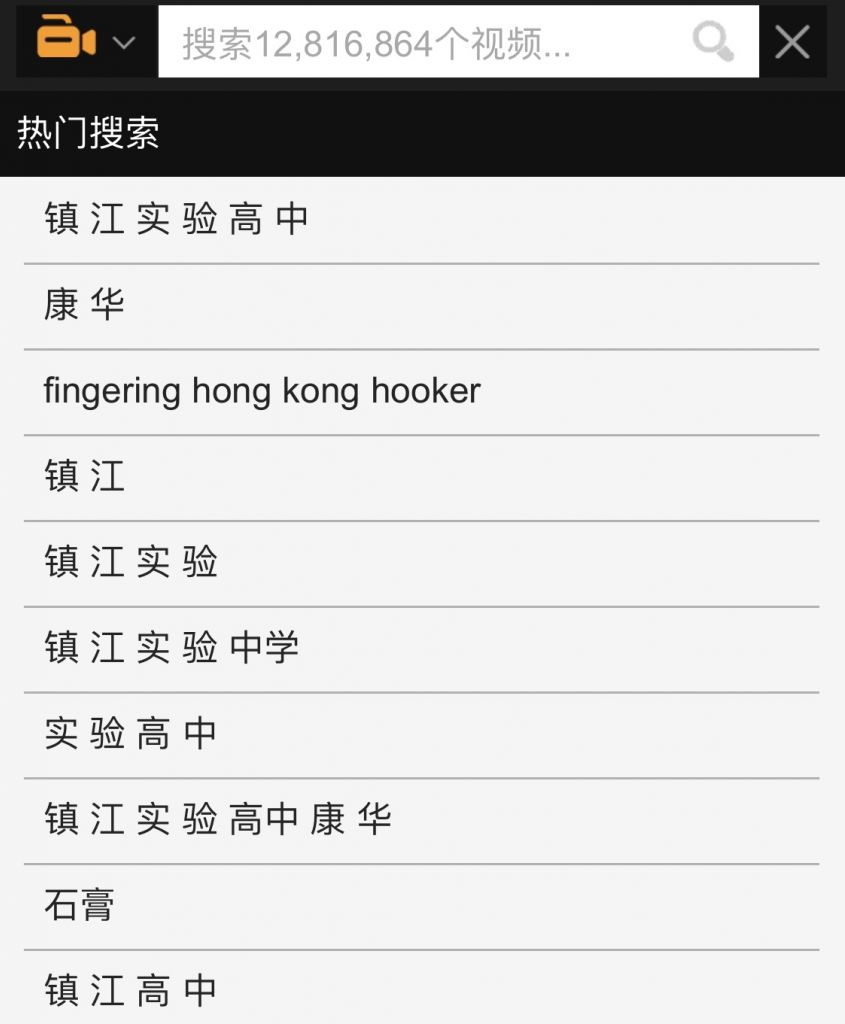 搜索12,816,864个视频...
热门搜索
镇 江 实 验 高 中
康 华
fingering hong kong hooker
镇 江
镇 江 实 验
镇 江 实 验 中学
实 验 高 中
镇 江 实 验 高中 康 华
石膏
镇 江 高 中